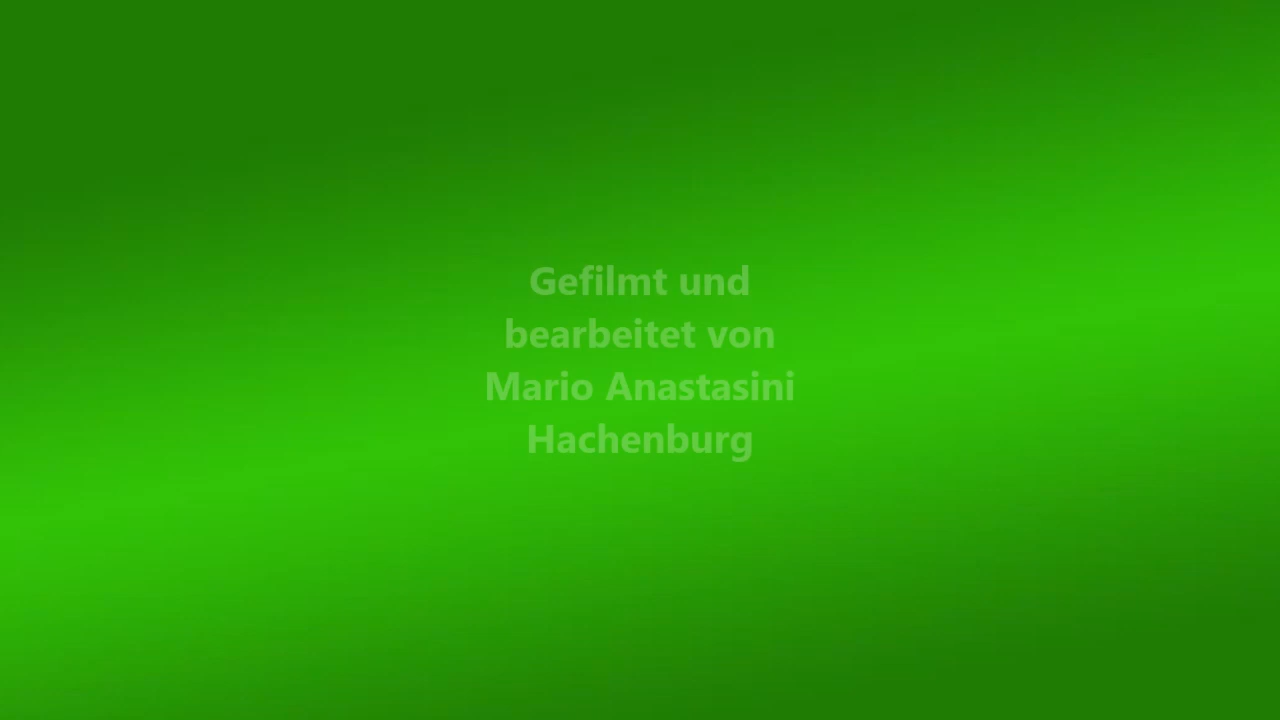 Gefilmt und
bearbeitet von
Mario Anastasini
Hachenburg